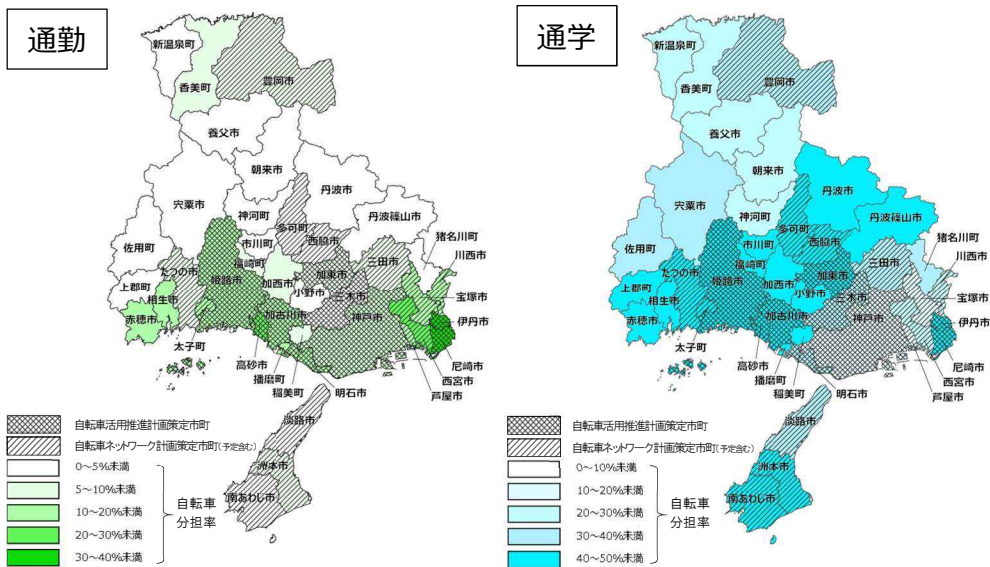 通勤
新温泉町
香美町
豊岡市
養父市
朝来市
丹波市
宍粟市
神河町
多可町
丹波篠山市
猪名川町
佐用町
市川町
西脇市
川西市
たつの市
福崎町
三田市
加東市
上郡町
相生市
姫路市
加西市
小野市
三木市
宝塚市
赤穂市
加古川市
神戸市
伊丹市
太子町
高砂市
尼崎市
播磨町
西宮市
稲美町
明石市
芦屋市
淡路市
洲本市
南あわじ市
自転車活用推進計画策定市町
自転車ネットワーク計画策定市町(予定含む)
0~5%未満
5~10%未満
10~20%未満
20~30%未満
30~40%未満
自転車
分担率
通学
新温泉町
香美町
豊岡市
養父市
朝来市
丹波市
宍粟市
神河町
多可町
丹波篠山市
猪名川町
佐用町
市川町
西脇市
川西市
たつの市
福崎町
三田市
加東市
上郡町
相生市
姫路市
加西市
小野市
三木市
宝塚市
赤穂市
加古川市
神戸市
伊丹市
太子町
高砂市
尼崎市
播磨町
西宮市
稲美町
明石市
芦屋市
淡路市
洲本市
南あわじ市
自転車活用推進計画策定市町
自転車ネットワーク計画策定市町(予定含む)
0~10%未満
10~20%未満
20~30%未満
30~40%未満
40~50%未満
自転車
分担率